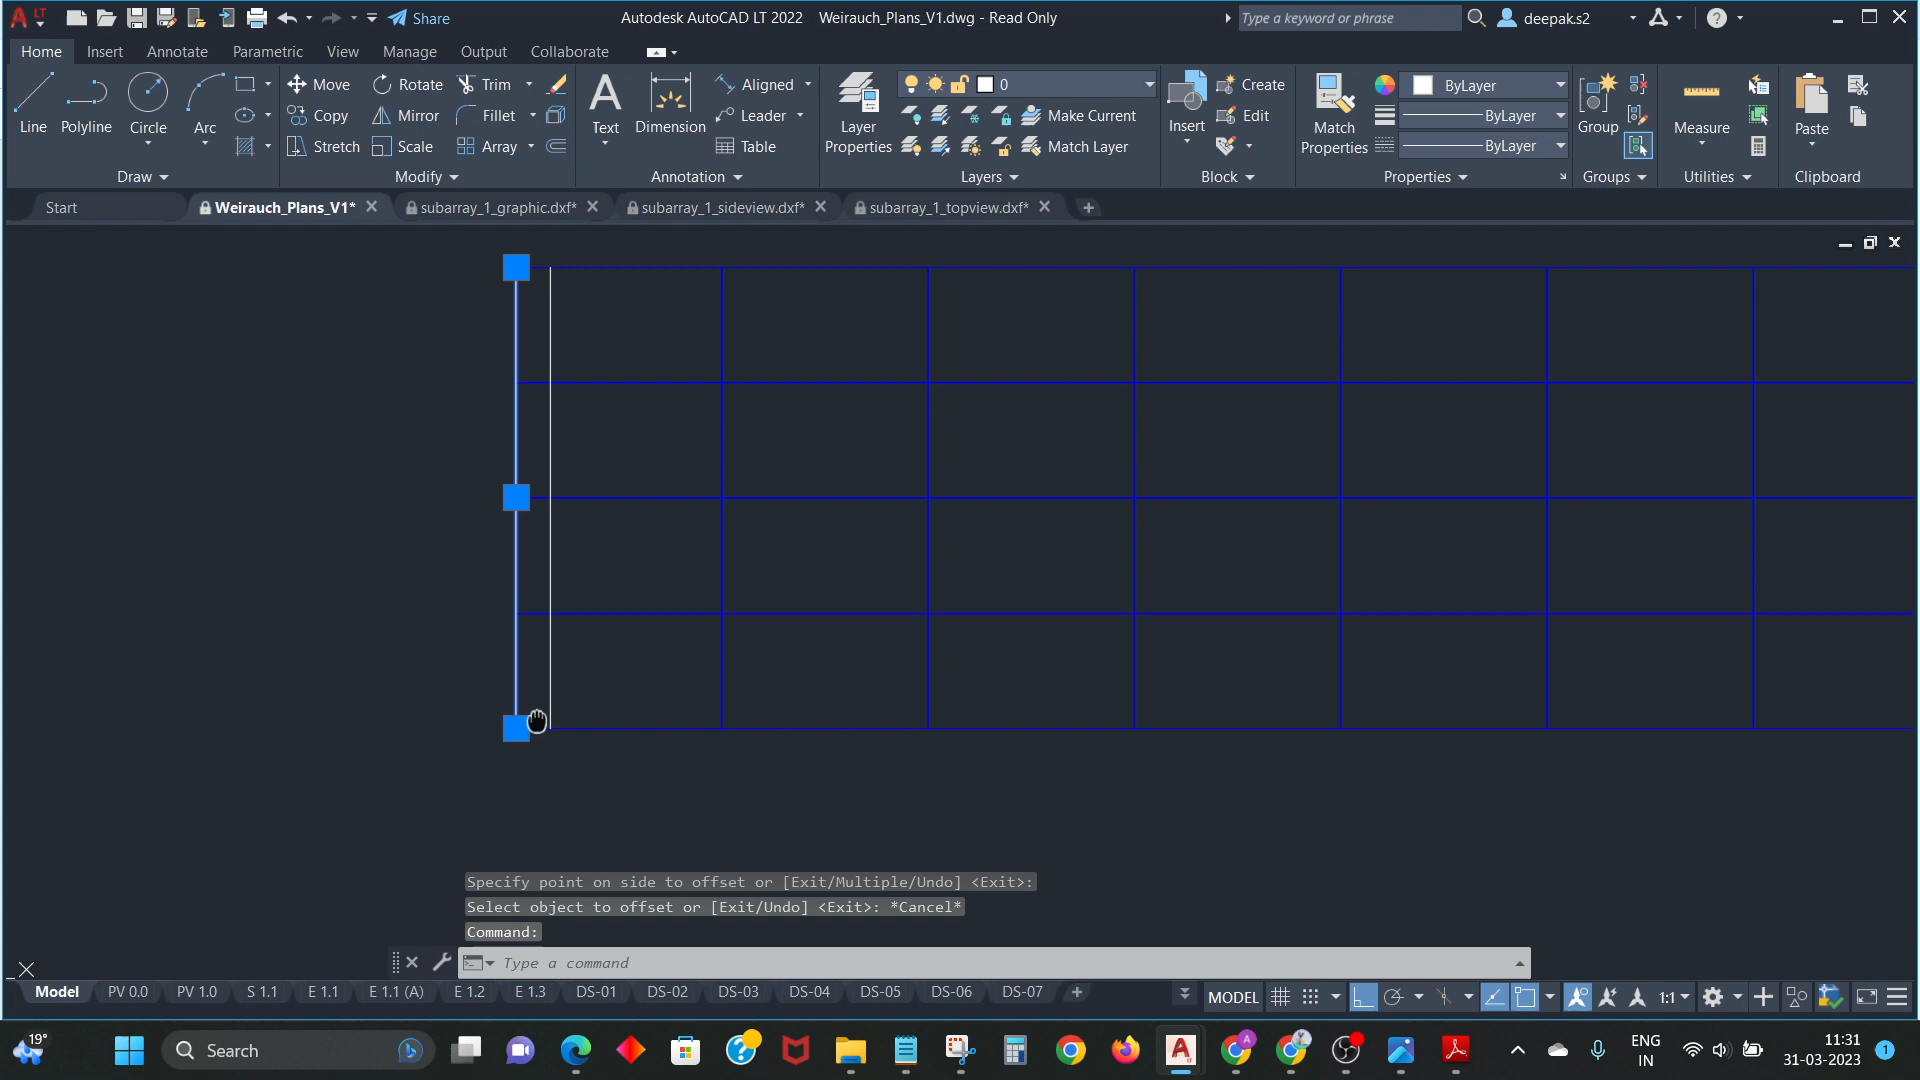 LT
Share
Autodesk AutoCAD LT 2022 Weirauch_Plans_V1.dwg - Read Only
Type a keyword or phrase
deepak.s2
Home Insert Annotate Parametric View Manage Output Collaborate
Line Polyline Circle Arc
Move Rotate Trim
Copy Mirror Fillet
Stretch Scale Array
Text Dimension
Aligned
Leader
Table
Layer Properties
0
Make Current
Match Layer
Insert
Create
Edit
Match Properties
ByLayer
ByLayer
ByLayer
Group
Measure
Paste
Draw Modify Annotation Layers Block Properties Groups Utilities Clipboard
Start Weirauch_Plans_V1* subarray_1_graphic.dxf* subarray_1_sideview.dxf* subarray_1_topview.dxf*
Specify point on side to offset or [Exit/Multiple/Undo] <Exit>:
Select object to offset or [Exit/Undo] <Exit>: *Cancel*
Command:
Type a command
Model PV 0.0 PV 1.0 S 1.1 E 1.1 E 1.1 (A) E 1.2 E 1.3 DS-01 DS-02 DS-03 DS-04 DS-05 DS-06 DS-07
MODEL 1:1
19°
Search
A
ENG
IN
11:31
31-03-2023
1